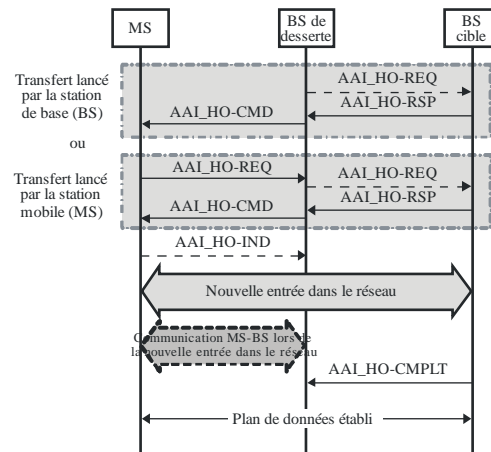 MS
BS de
desserte
BS
cible
Transfert lancé
par la station
de base (BS)
AAI_HO-REQ
AAI_HO-RSP
AAI_HO-CMD
ou
Transfert lancé
par la station
mobile (MS)
AAI_HO-REQ
AAI_HO-REQ
AAI_HO-RSP
AAI_HO-CMD
AAI_HO-IND
Nouvelle entrée dans le réseau
Communication MS-BS lors de
la nouvelle entrée dans le réseau
AAI_HO-CMPLT
Plan de données établi